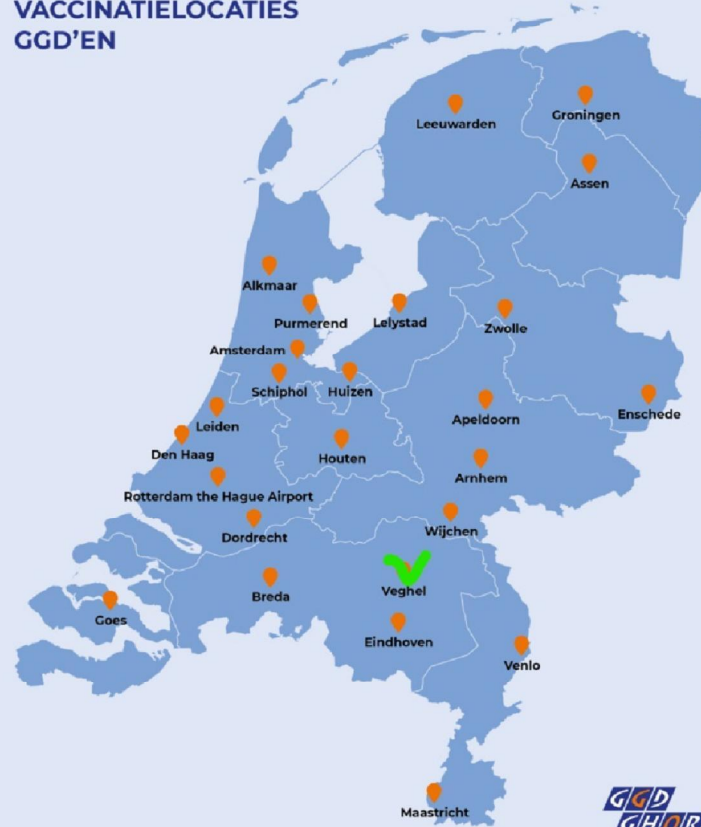 VACCINATIELOCATIES
GGD'EN
Leeuwarden
Groningen
Assen
Alkmaar
Purmerend
Lelystad
Zwolle
Amsterdam
Schiphol
Huizen
Apeldoorn
Enschede
Leiden
Den Haag
Houten
Arnhem
Rotterdam the Hague Airport
Dordrecht
Wijchen
Breda
Veghel
Goes
Eindhoven
Venlo
Maastricht
GGD
GHOR